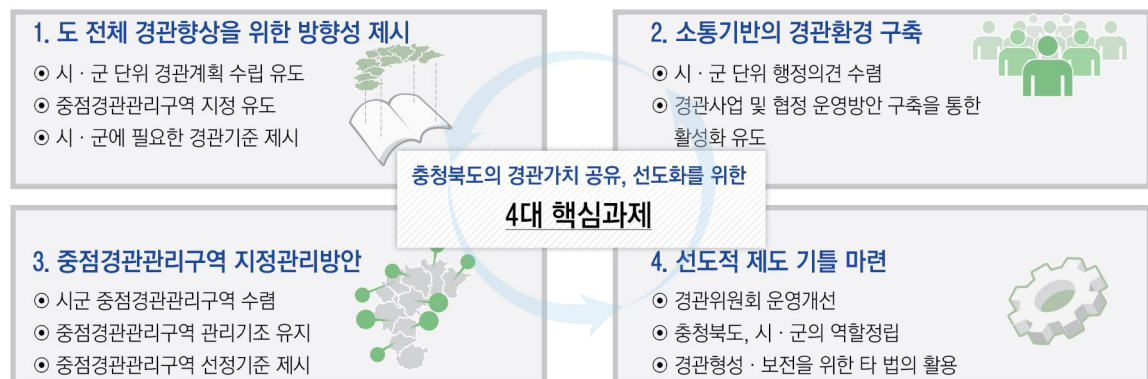 1. 도 전체 경관향상을 위한 방향성 제시
⊙ 시 · 군 단위 경관계획 수립 유도
⊙ 중점경관관리구역 지정 유도
⊙ 시 · 군에 필요한 경관기준 제시
2. 소통기반의 경관환경 구축
⊙ 시 · 군 단위 행정의견 수렴
⊙ 경관사업 및 협정 운영방안 구축을 통한
활성화 유도
충청북도의 경관가치 공유, 선도화를 위한
4대 핵심과제
3. 중점경관관리구역 지정관리방안
⊙ 시군 중점경관관리구역 수렴
⊙ 중점경관관리구역 관리기조 유지
⊙ 중점경관관리구역 선정기준 제시
4. 선도적 제도 기틀 마련
⊙ 경관위원회 운영개선
⊙ 충청북도, 시 · 군의 역할정립
⊙ 경관형성 · 보전을 위한 타 법의 활용